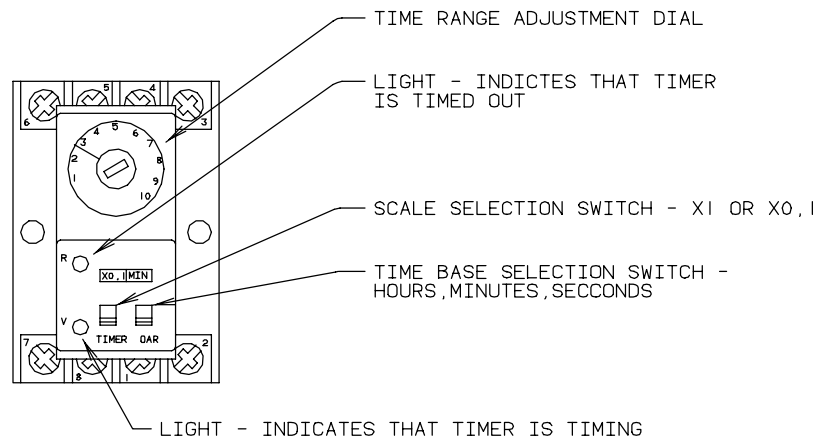 TIME RANGE ADJUSTMENT DIAL
LIGHT - INDICTES THAT TIMER
IS TIMED OUT
5 4
6 3
5
4 6
3 7
2 8
1 9
10
SCALE SELECTION SWITCH - X1 OR X0,1
R
X0,1 MIN
TIME BASE SELECTION SWITCH -
HOURS,MINUTES,SECCONDS
V
TIMER OAR
7 2
8 1
LIGHT - INDICATES THAT TIMER IS TIMING